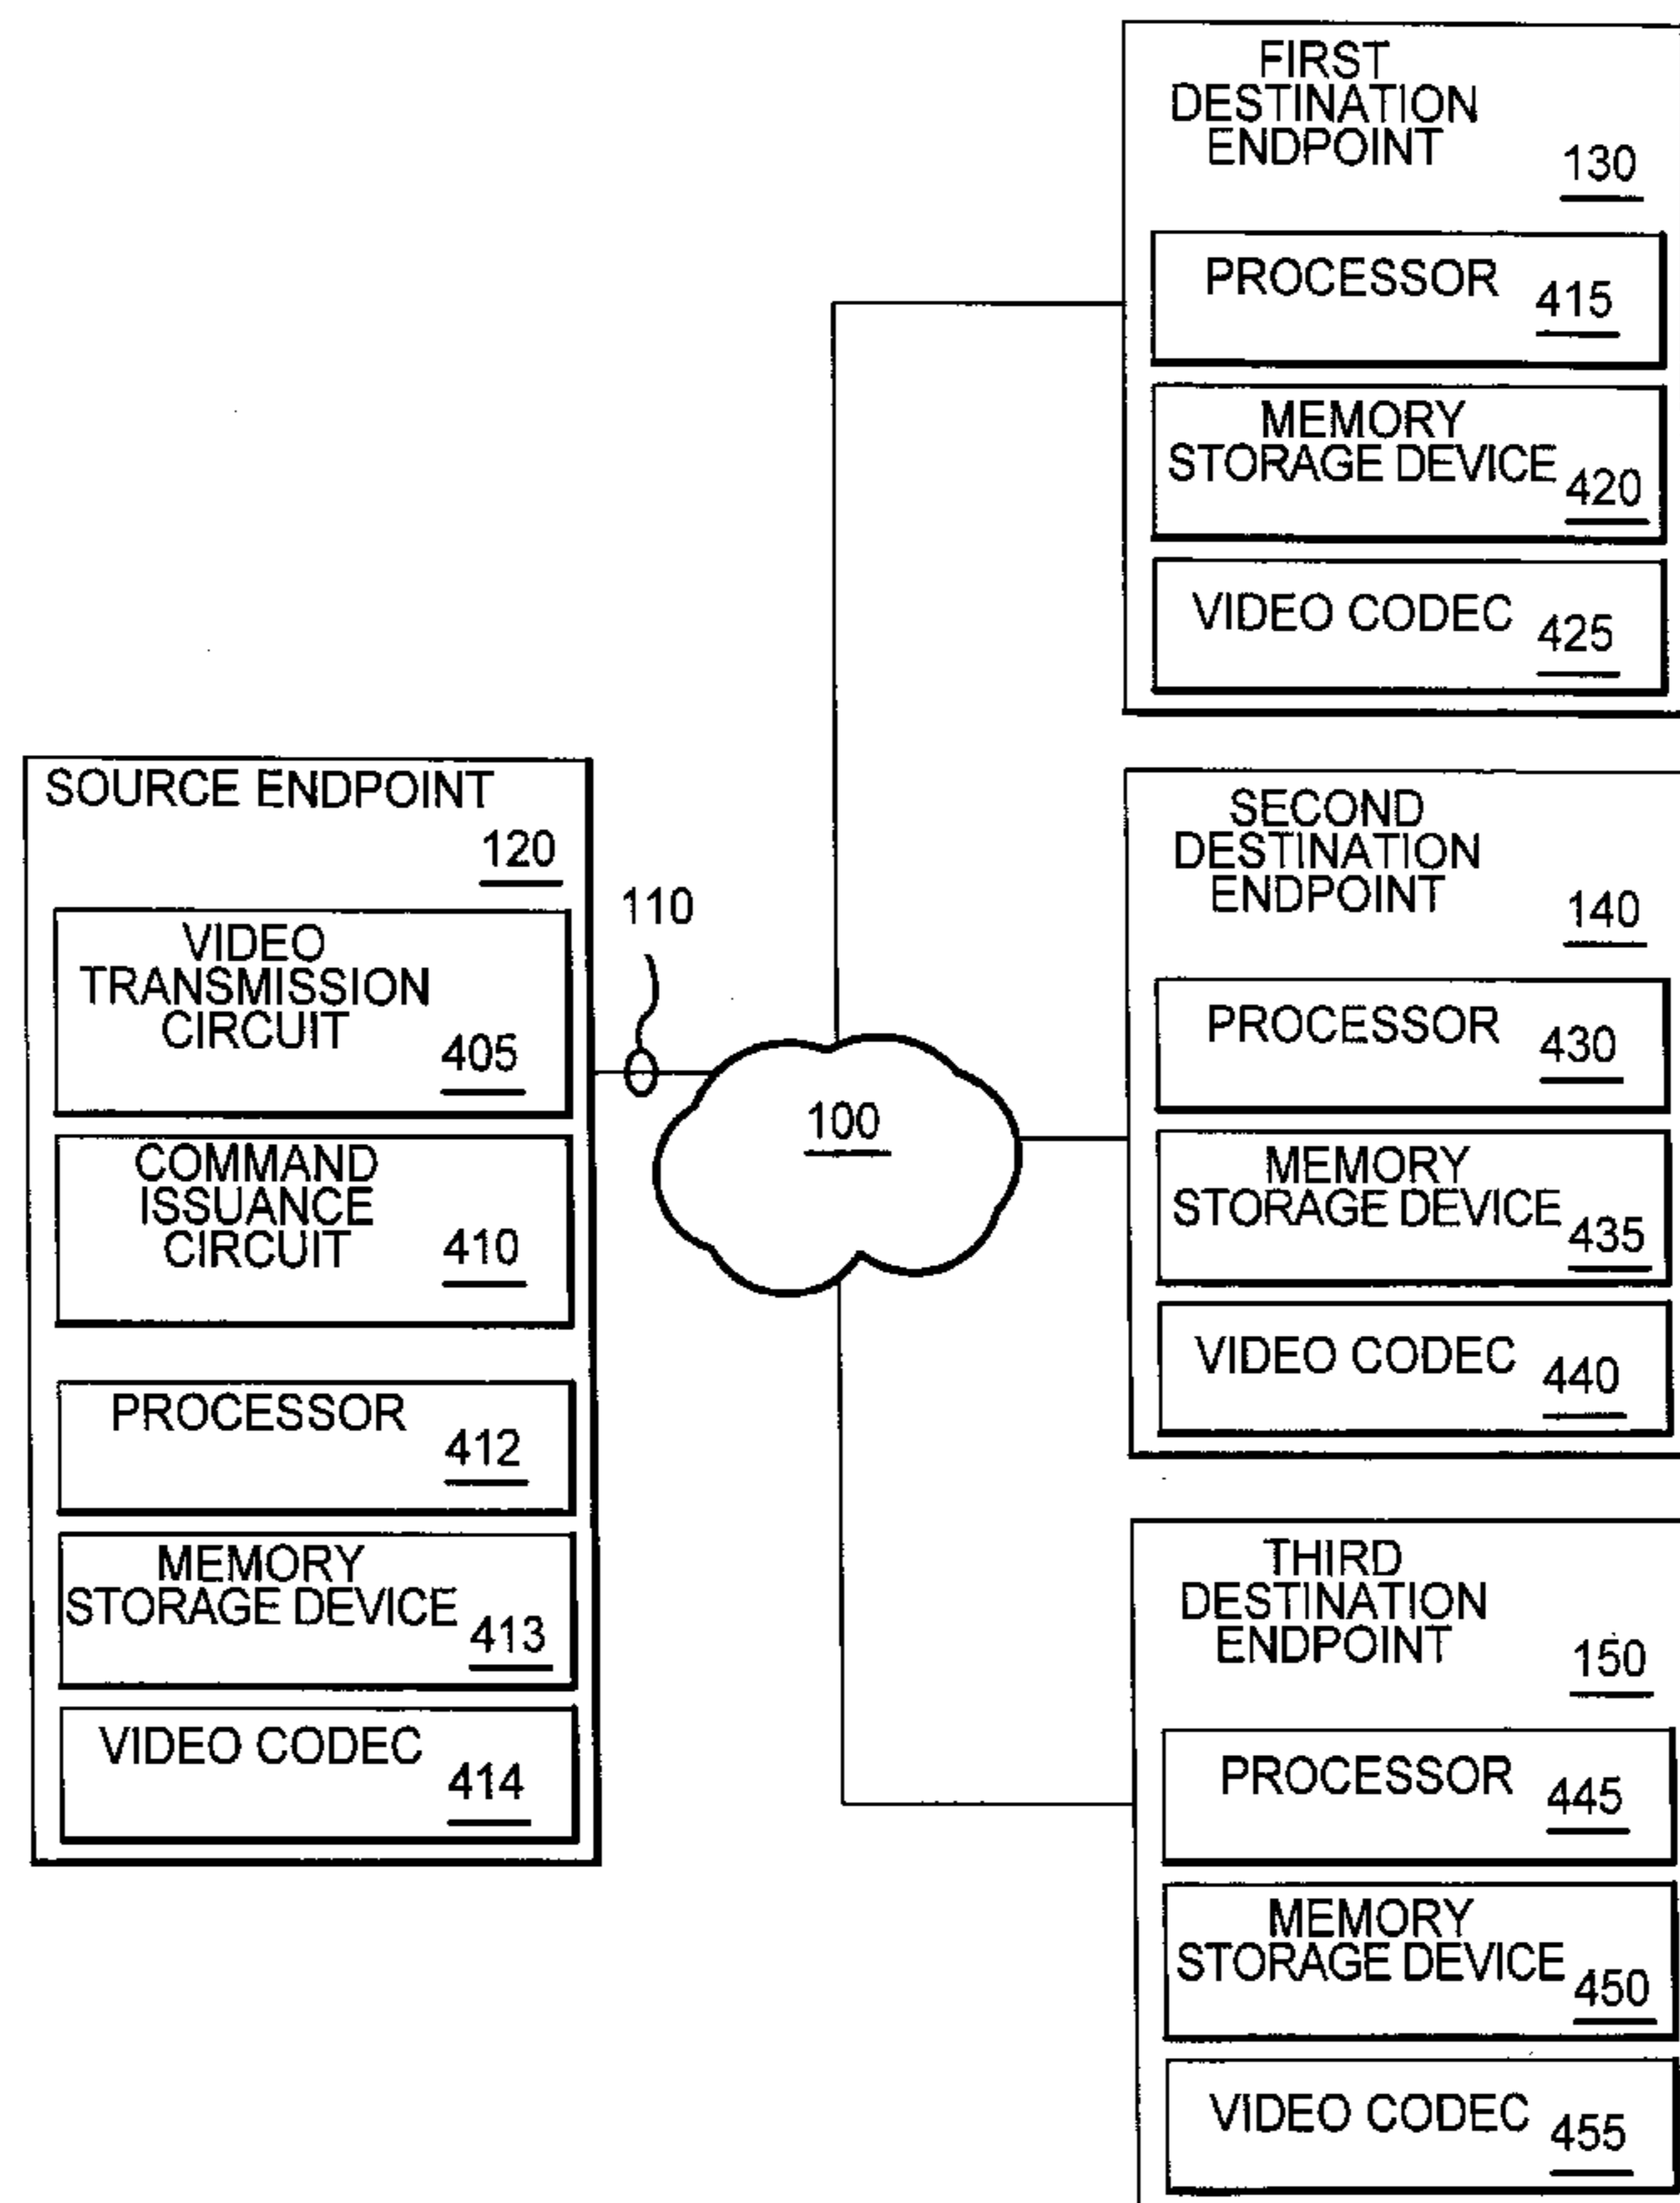 SOURCE ENDPOINT
120
VIDEO
TRANSMISSION
CIRCUIT
405
COMMAND
ISSUANCE
CIRCUIT
410
PROCESSOR
412
MEMORY
STORAGE DEVICE
413
VIDEO CODEC
414
110
100
FIRST
DESTINATION
ENDPOINT
130
PROCESSOR
415
MEMORY
STORAGE DEVICE
420
VIDEO CODEC
425
SECOND
DESTINATION
ENDPOINT
140
PROCESSOR
430
MEMORY
STORAGE DEVICE
435
VIDEO CODEC
440
THIRD
DESTINATION
ENDPOINT
150
PROCESSOR
445
MEMORY
STORAGE DEVICE
450
VIDEO CODEC
455